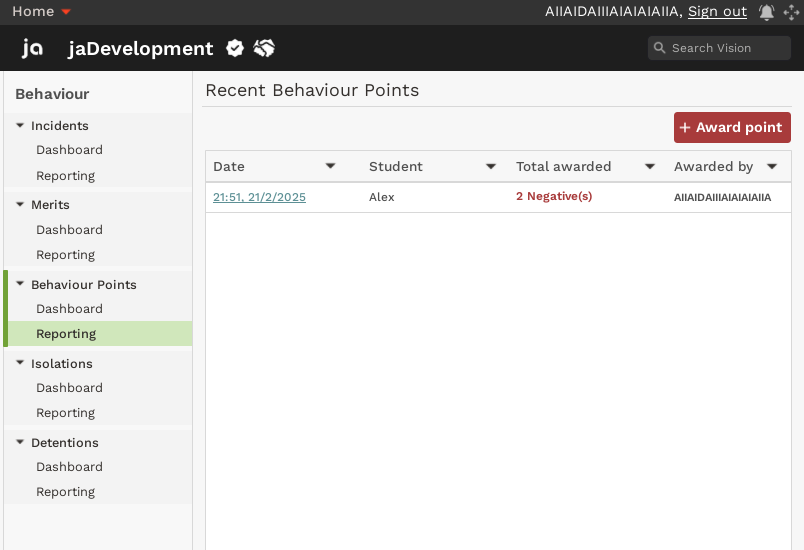 Home
AIIAIDAIIIAIAIAIAIIA, Sign out
ja jaDevelopment
Search Vision
Behaviour
Incidents
Dashboard
Reporting
Merits
Dashboard
Reporting
Behaviour Points
Dashboard
Reporting
Isolations
Dashboard
Reporting
Detentions
Dashboard
Reporting
Recent Behaviour Points
+ Award point
Date Student Total awarded Awarded by
21:51, 21/2/2025 Alex 2 Negative(s) AIIAIDAIIIAIAIAIAIIA